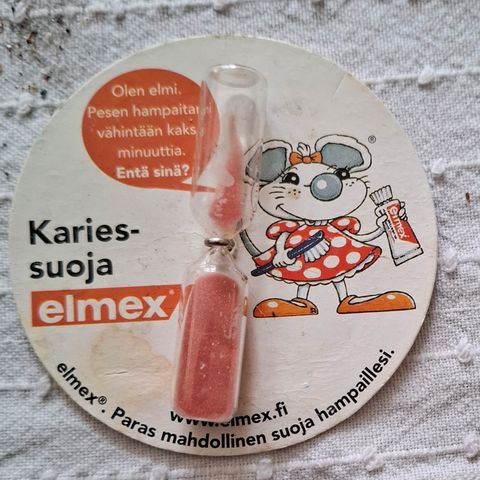 Olen elmi.
Pesen hampaitani
vähintään kaksi
minuuttia.
Entä sinä?
Karies-
suoja
elmex®
elmex
www.elmex.fi
elmex®. Paras mahdollinen suoja hampaillesi.